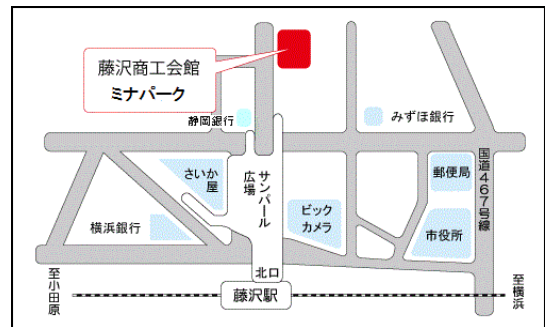 藤沢商工会館
ミナパーク
静岡銀行
みずほ銀行
さいか
屋
サンパール
広場
国道467号線
郵便局
横浜銀行
ビック
カメラ
市役所
北口
至小田原
藤沢駅
至横浜